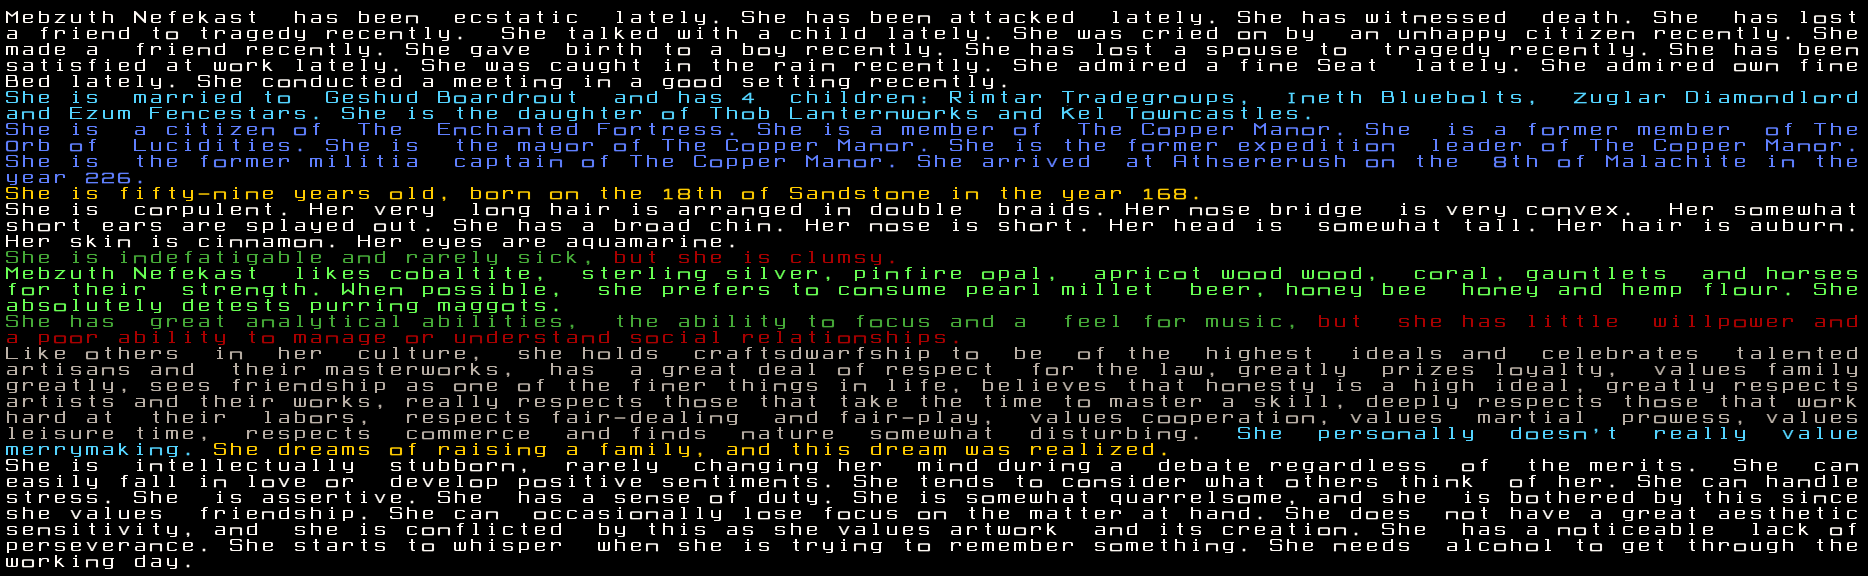 Mebzuth Nefekast has been ecstatic lately. She has been attacked lately. She has witnessed death. She has lost
a friend to tragedy recently. She talked with a child lately. She was cried on by an unhappy citizen recently. She
made a friend recently. She gave birth to a boy recently. She has lost a spouse to tragedy recently. She has been
satisfied at work lately. She was caught in the rain recently. She admired a fine Seat lately. She admired own fine
Bed lately. She conducted a meeting in a good setting recently.
She is married to Geshud Boardrout and has 4 children: Rimtar Tradegroups, Ineth Bluebolts, Zuglar Diamondlord
and Ezum Fencestars. She is the daughter of Thob Lanternworks and Kel Towncastles.
She is a citizen of The Enchanted Fortress. She is a member of The Copper Manor. She is a former member of The
Orb of Lucidities. She is the mayor of The Copper Manor. She is the former expedition leader of The Copper Manor.
She is the former militia captain of The Copper Manor. She arrived at Athsererush on the 8th of Malachite in the
year 226.
She is fifty-nine years old, born on the 18th of Sandstone in the year 168.
She is corpulent. Her very long hair is arranged in double braids. Her nose bridge is very convex. Her somewhat
short ears are splayed out. She has a broad chin. Her nose is short. Her head is somewhat tall. Her hair is auburn.
Her skin is cinnamon. Her eyes are aquamarine.
She is indefatigable and rarely sick, but she is clumsy.
Mebzuth Nefekast likes cobaltite, sterling silver, pinfire opal, apricot wood wood, coral, gauntlets and horses
for their strength. When possible, she prefers to consume pearl millet beer, honey bee honey and hemp flour. She
absolutely detests purring maggots.
She has great analytical abilities, the ability to focus and a feel for music, but she has little willpower and
a poor ability to manage or understand social relationships.
Like others in her culture, she holds craftsdwarfship to be of the highest ideals and celebrates talented
artisans and their masterworks, has a great deal of respect for the law, greatly prizes loyalty, values family
greatly, sees friendship as one of the finer things in life, believes that honesty is a high ideal, greatly respects
artists and their works, really respects those that take the time to master a skill, deeply respects those that work
hard at their labors, respects fair-dealing and fair-play, values cooperation, values martial prowess, values
leisure time, respects commerce and finds nature somewhat disturbing. She personally doesn't really value
merrymaking. She dreams of raising a family, and this dream was realized.
She is intellectually stubborn, rarely changing her mind during a debate regardless of the merits. She can
easily fall in love or develop positive sentiments. She tends to consider what others think of her. She can handle
stress. She is assertive. She has a sense of duty. She is somewhat quarrelsome, and she is bothered by this since
she values friendship. She can occasionally lose focus on the matter at hand. She does not have a great aesthetic
sensitivity, and she is conflicted by this as she values artwork and its creation. She has a noticeable lack of
perseverance. She starts to whisper when she is trying to remember something. She needs alcohol to get through the
working day.